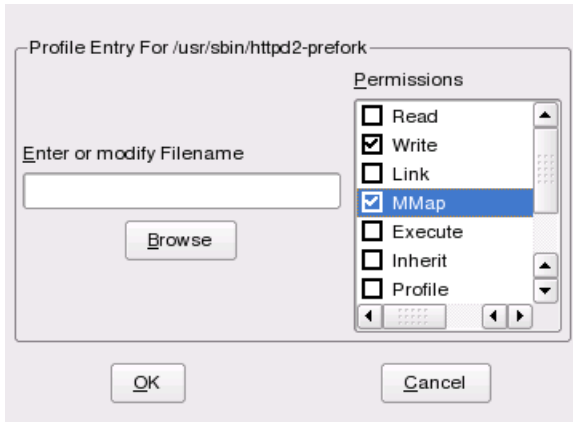 Profile Entry For /usr/sbin/httpd2-prefork
Permissions
Read
Write
Enter or modify Filename
Link
MMap
Browse
Execute
Inherit
Profile
OK
Cancel